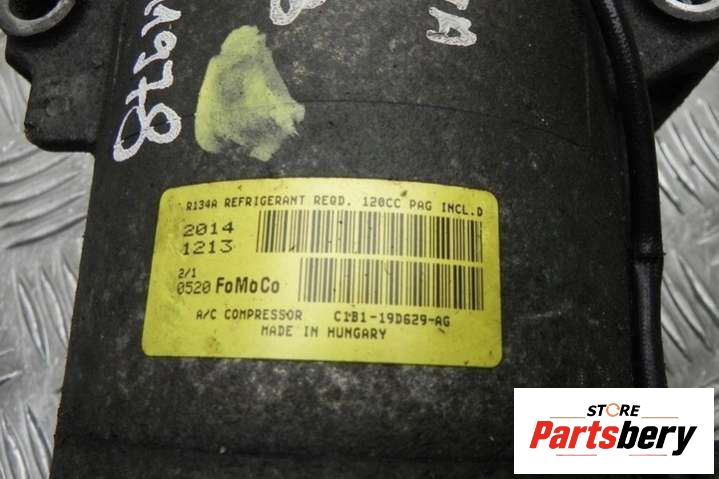 R134A REFRIGERANT REQD. 120CC PAG INCL.D
2014
1213
2/1
0520 FoMoCo
A/C COMPRESSOR C1B1-19D629-AG
MADE IN HUNGARY
STORE
Partsbery